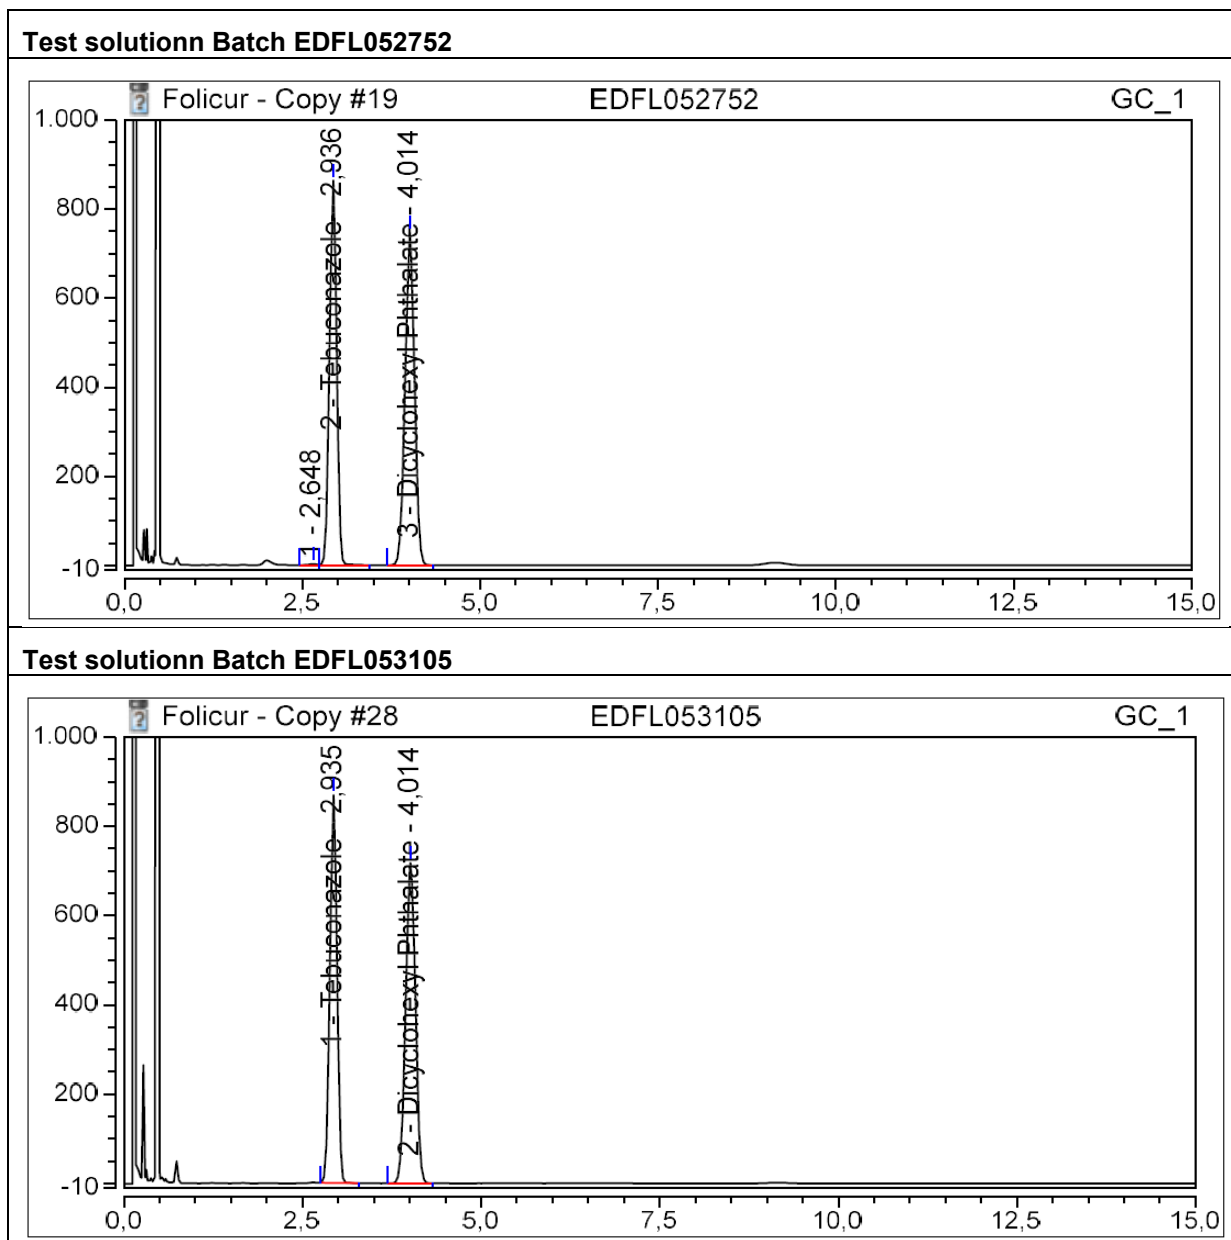 Test solutionn Batch EDFL052752
Folicur - Copy #19 EDFL052752 GC_1
1.000
800
600
400
200
-10
1 - 2,648
2 - Tebuconazole - 2,936
3 - Dicyclohexyl Phthalate - 4,014
0,0 2,5 5,0 7,5 10,0 12,5 15,0
Test solutionn Batch EDFL053105
Folicur - Copy #28 EDFL053105 GC_1
1.000
800
600
400
200
-10
1 - Tebuconazole - 2,935
2 - Dicyclohexyl Phthalate - 4,014
0,0 2,5 5,0 7,5 10,0 12,5 15,0